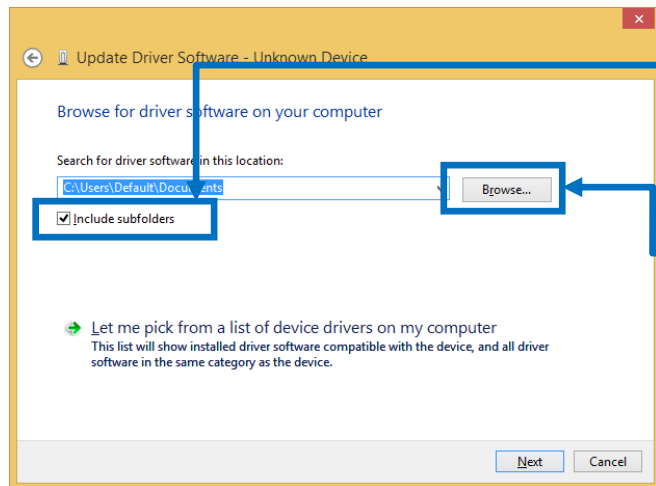 Update Driver Software - Unknown Device
Browse for driver software on your computer
Search for driver software in this location:
C:\Users\Default\Documents
Browse...
Include subfolders
Let me pick from a list of device drivers on my computer
This list will show installed driver software compatible with the device, and all driver
software in the same category as the device.
Next
Cancel